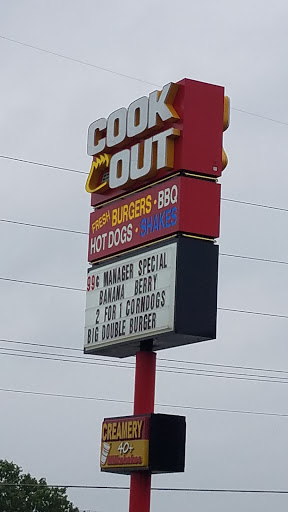 COOK
OUT
FRESH BURGERS · BBQ
HOT DOGS · SHAKES
99¢ MANAGER SPECIAL
BANANA BERRY
2 FOR 1 CORNDOGS
BIG DOUBLE BURGER
CREAMERY
40+
Milkshakes